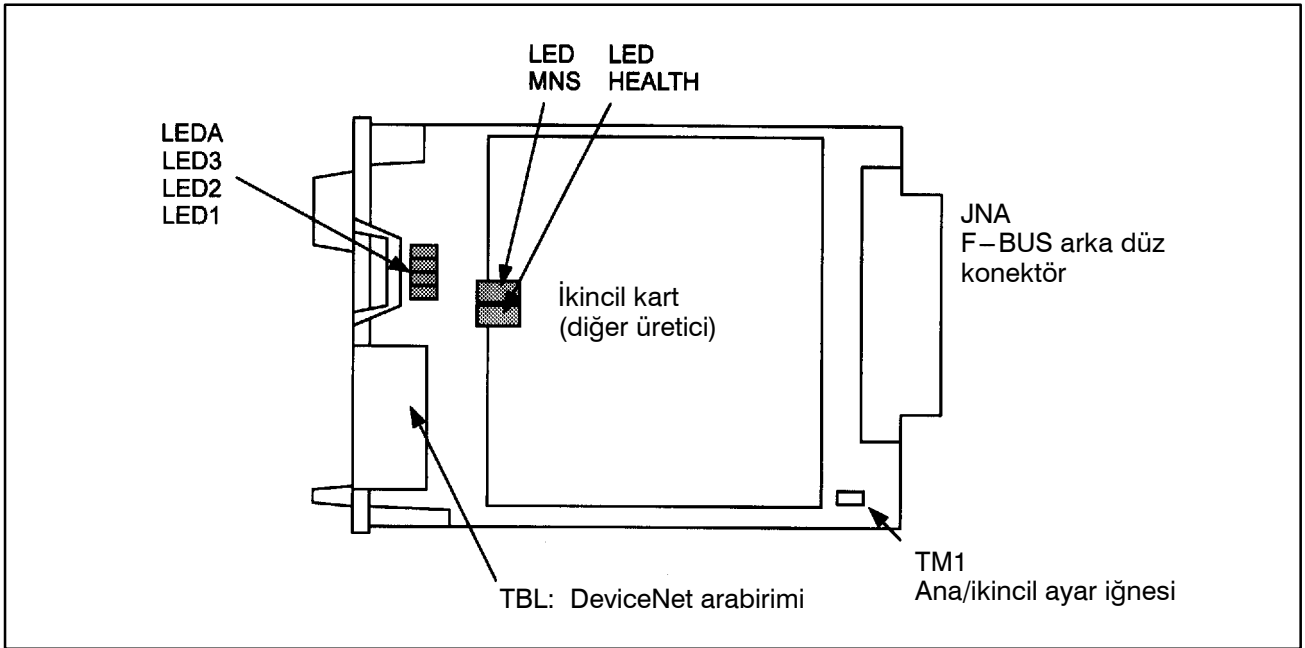 LED LED
MNS HEALTH
LEDA
LED3
LED2
LED1
JNA
F−BUS arka düz
konektör
İkincil kart
(diğer üretici)
TM1
Ana/ikincil ayar iğnesi
TBL: DeviceNet arabirimi